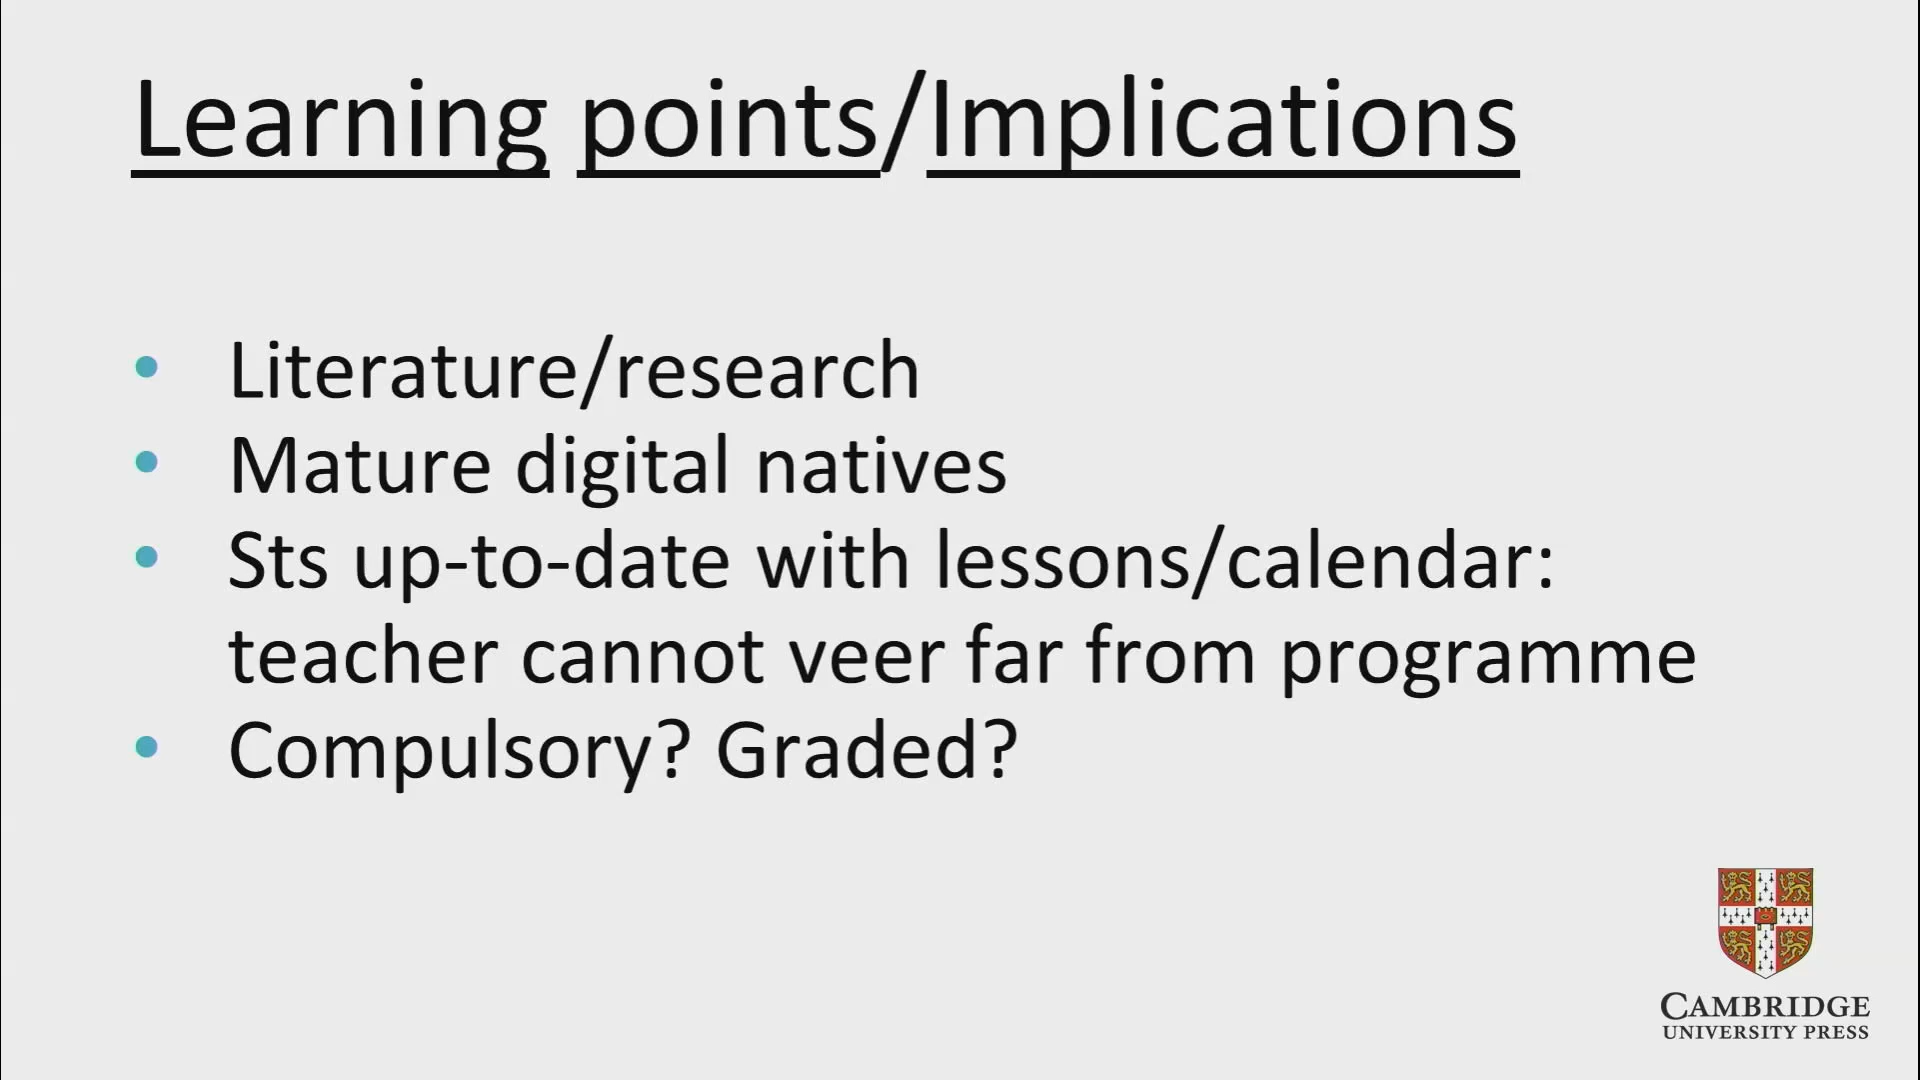 Learning points/Implications
• Literature/research
• Mature digital natives
• Sts up-to-date with lessons/calendar:
teacher cannot veer far from programme
• Compulsory? Graded?
CAMBRIDGE
UNIVERSITY PRESS